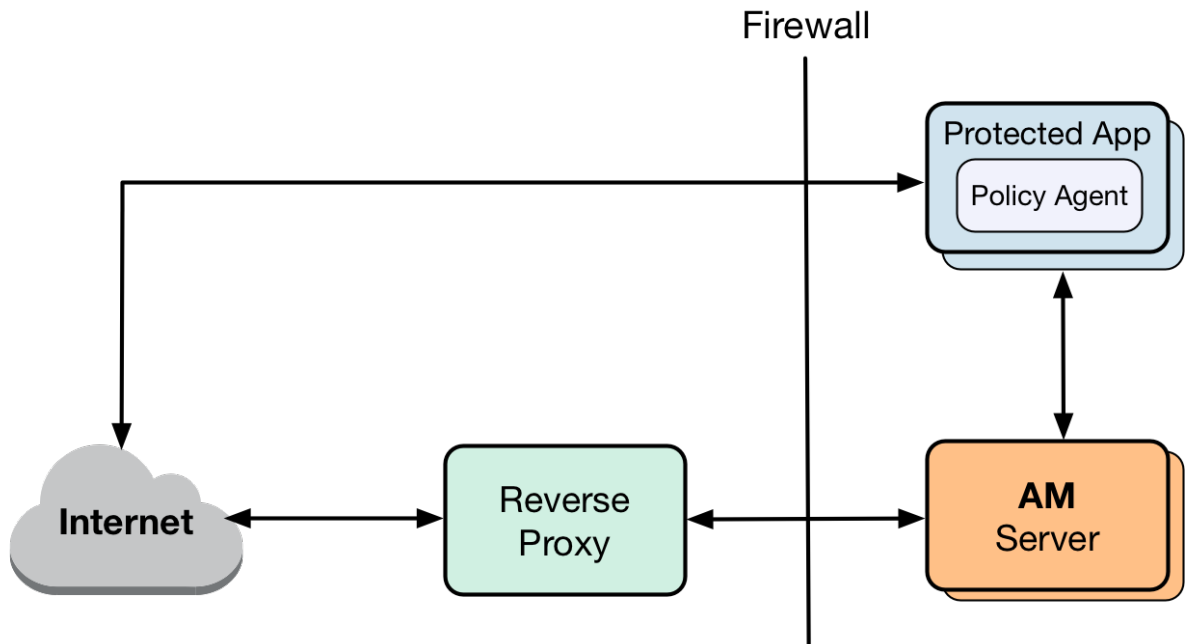 Firewall
Protected App
Policy Agent
Internet
Reverse
Proxy
AM
Server